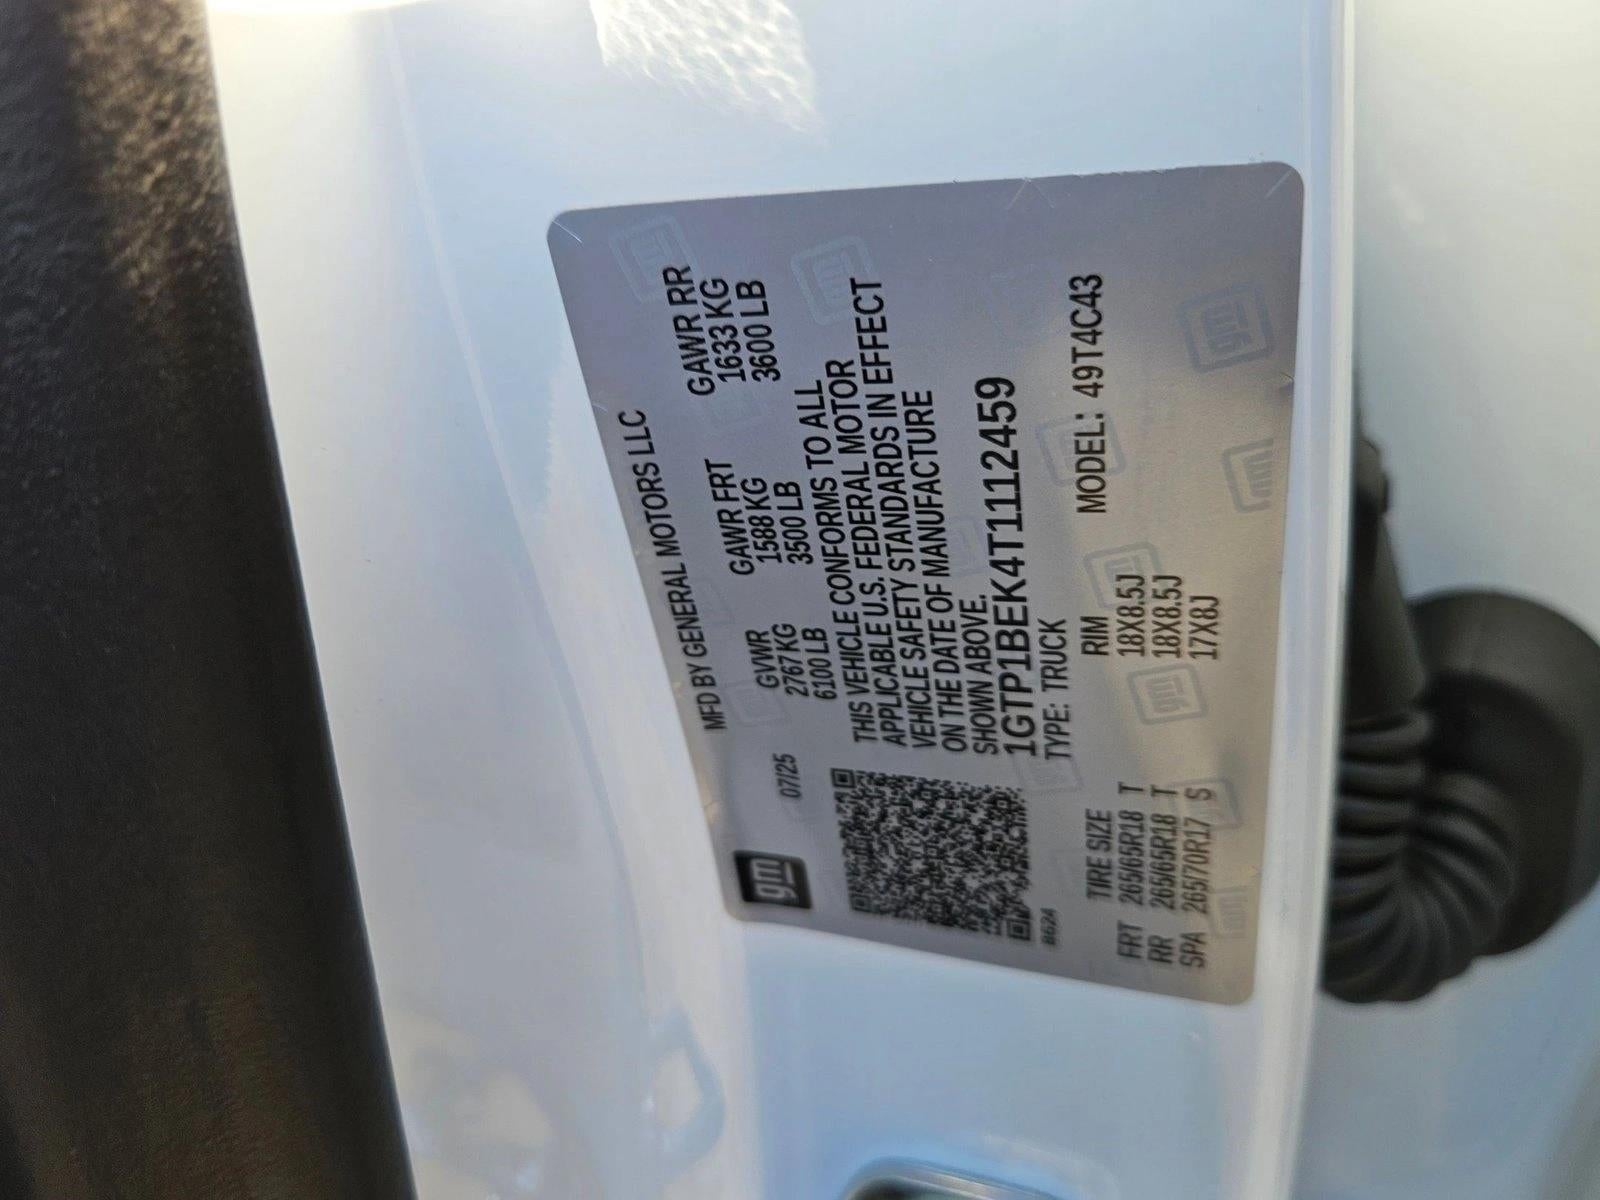 gm 07/25
MFD BY GENERAL MOTORS LLC
GVWR GAWR FRT GAWR RR
2767 KG 1588 KG 1633 KG
6100 LB 3500 LB 3600 LB
THIS VEHICLE CONFORMS TO ALL
APPLICABLE U.S. FEDERAL MOTOR
VEHICLE SAFETY STANDARDS IN EFFECT
ON THE DATE OF MANUFACTURE
SHOWN ABOVE.
1GTP1BEK4T1112459
B624 TYPE: TRUCK MODEL: 49T4C43
TIRE SIZE RIM
FRT 265/65R18 T 18X8.5J
RR 265/65R18 T 18X8.5J
SPA 265/70R17 S 17X8J